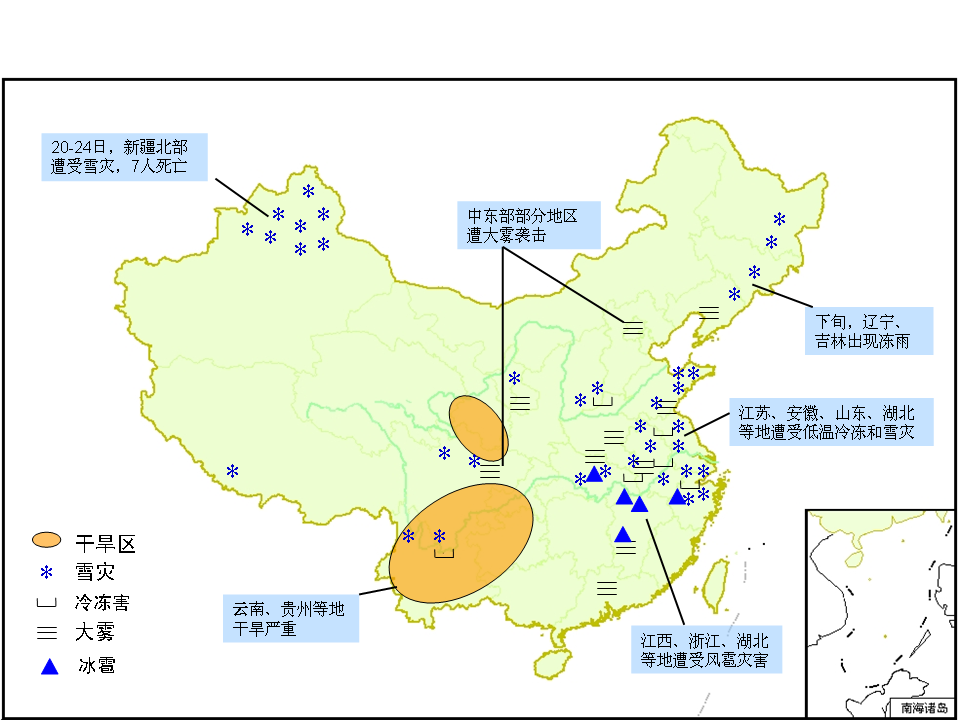 20-24日，新疆北部
遭受雪灾，7人死亡
中东部部分地区
遭大雾袭击
下旬，辽宁、
吉林出现冻雨
江苏、安徽、山东、湖北
等地遭受低温冷冻和雪灾
干旱区
雪灾
冷冻害
大雾
冰雹
云南、贵州等地
干旱严重
江西、浙江、湖北
等地遭受风雹灾害
南海诸岛